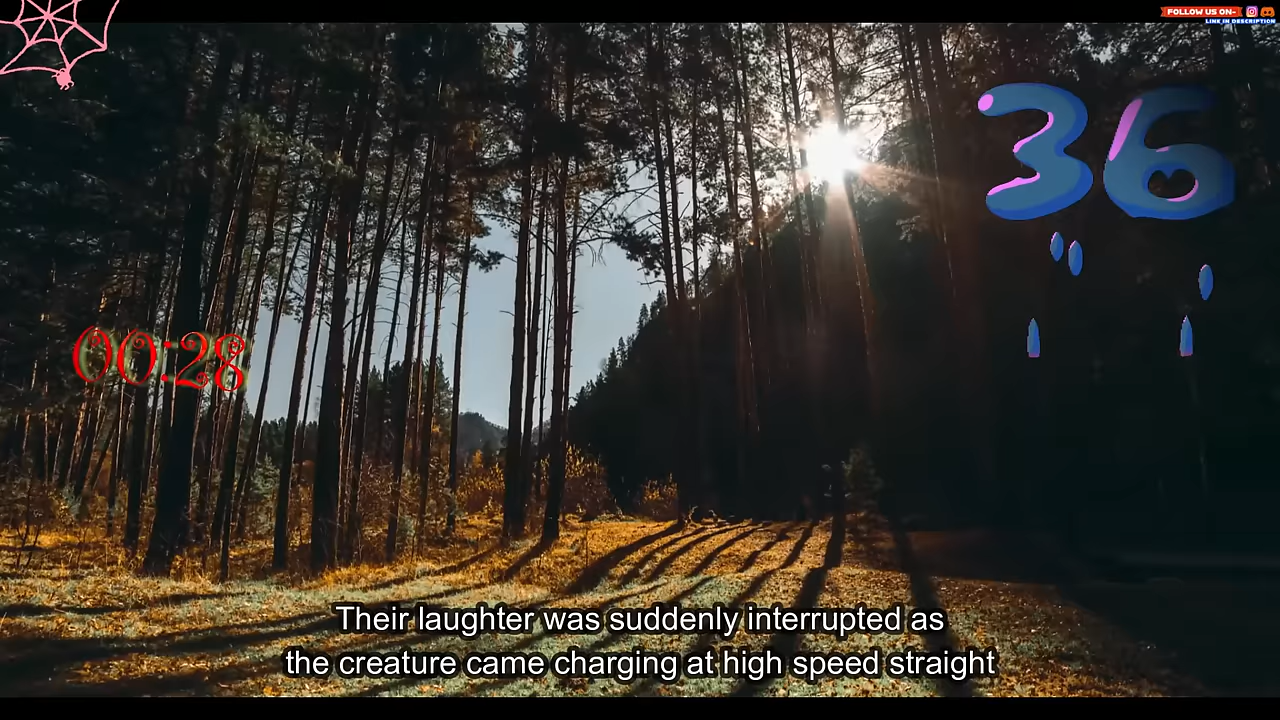 FOLLOW US ON-
LINK IN DESCRIPTION
36
00:28
Their laughter was suddenly interrupted as
the creature came charging at high speed straight